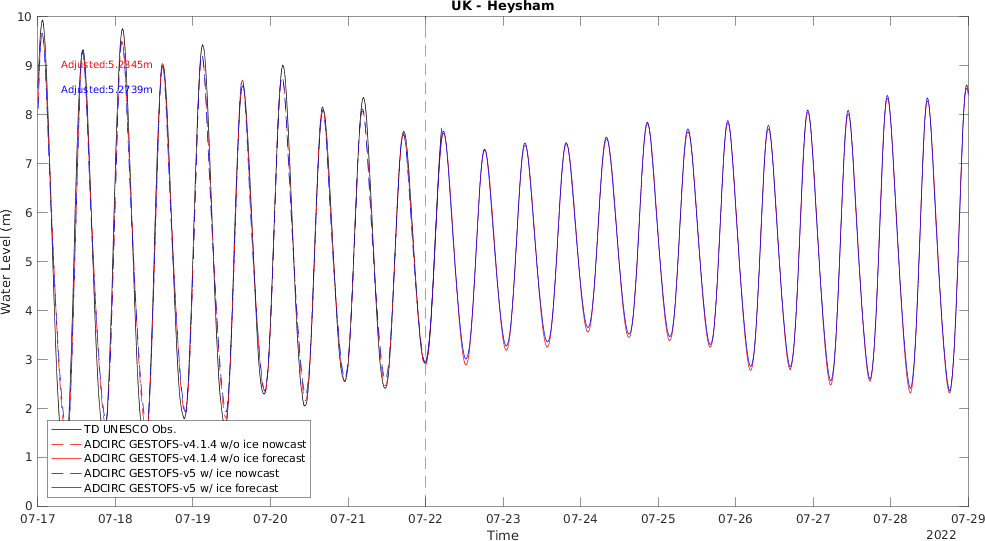 UK - Heysham
10
9
8
7
6
5
4
3
2
1
0
Water Level (m)
Adjusted:5.2345m
Adjusted:5.2739m
TD UNESCO Obs.
ADCIRC GESTOFS-v4.1.4 w/o ice nowcast
ADCIRC GESTOFS-v4.1.4 w/o ice forecast
ADCIRC GESTOFS-v5 w/ ice nowcast
ADCIRC GESTOFS-v5 w/ ice forecast
07-17 07-18 07-19 07-20 07-21 07-22 07-23 07-24 07-25 07-26 07-27 07-28 07-29
Time
2022